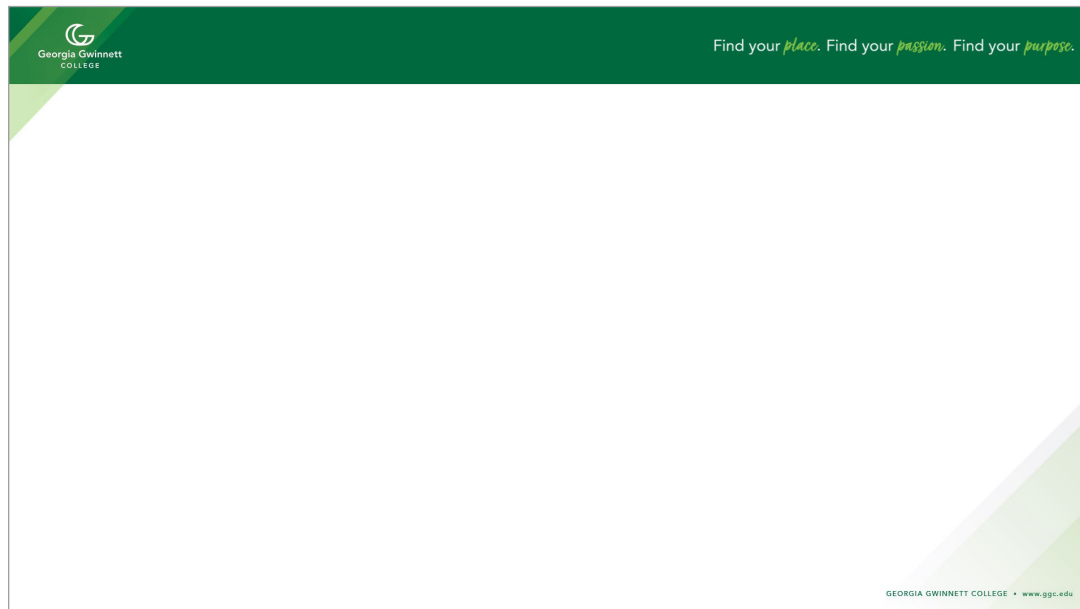 Georgia Gwinnett
COLLEGE
Find your place. Find your passion. Find your purpose.
GEORGIA GWINNETT COLLEGE • www.ggc.edu